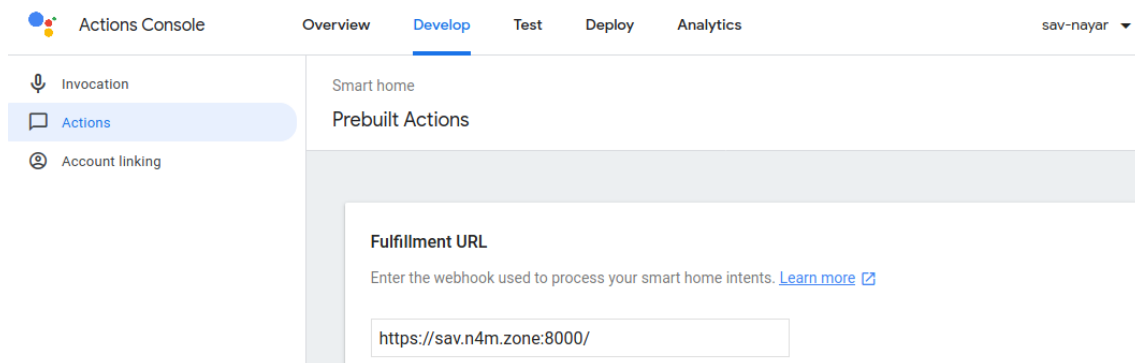 Actions Console Overview Develop Test Deploy Analytics sav-nayar
Invocation
Actions
Account linking
Smart home
Prebuilt Actions
Fulfillment URL
Enter the webhook used to process your smart home intents. Learn more
https://sav.n4m.zone:8000/